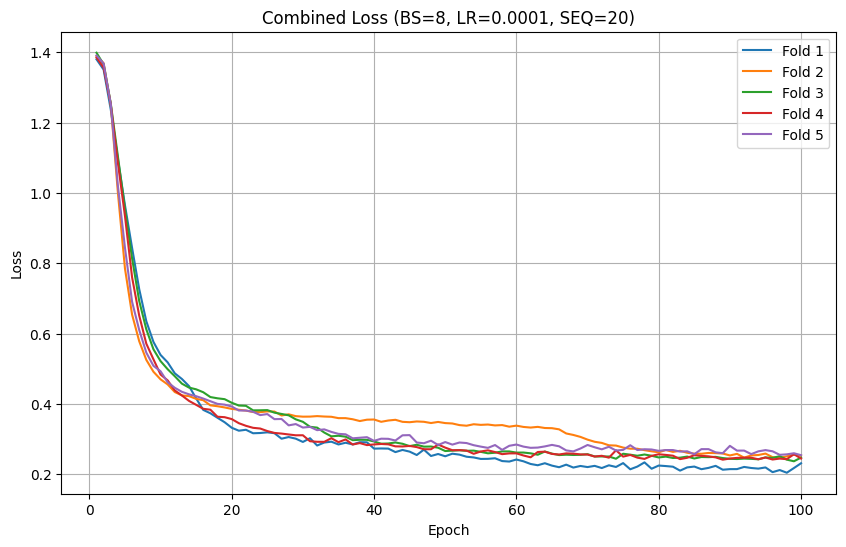 Combined Loss (BS=8, LR=0.0001, SEQ=20)
Fold 1
Fold 2
Fold 3
Fold 4
Fold 5
Loss
1.4
1.2
1.0
0.8
0.6
0.4
0.2
0 20 40 60 80 100
Epoch